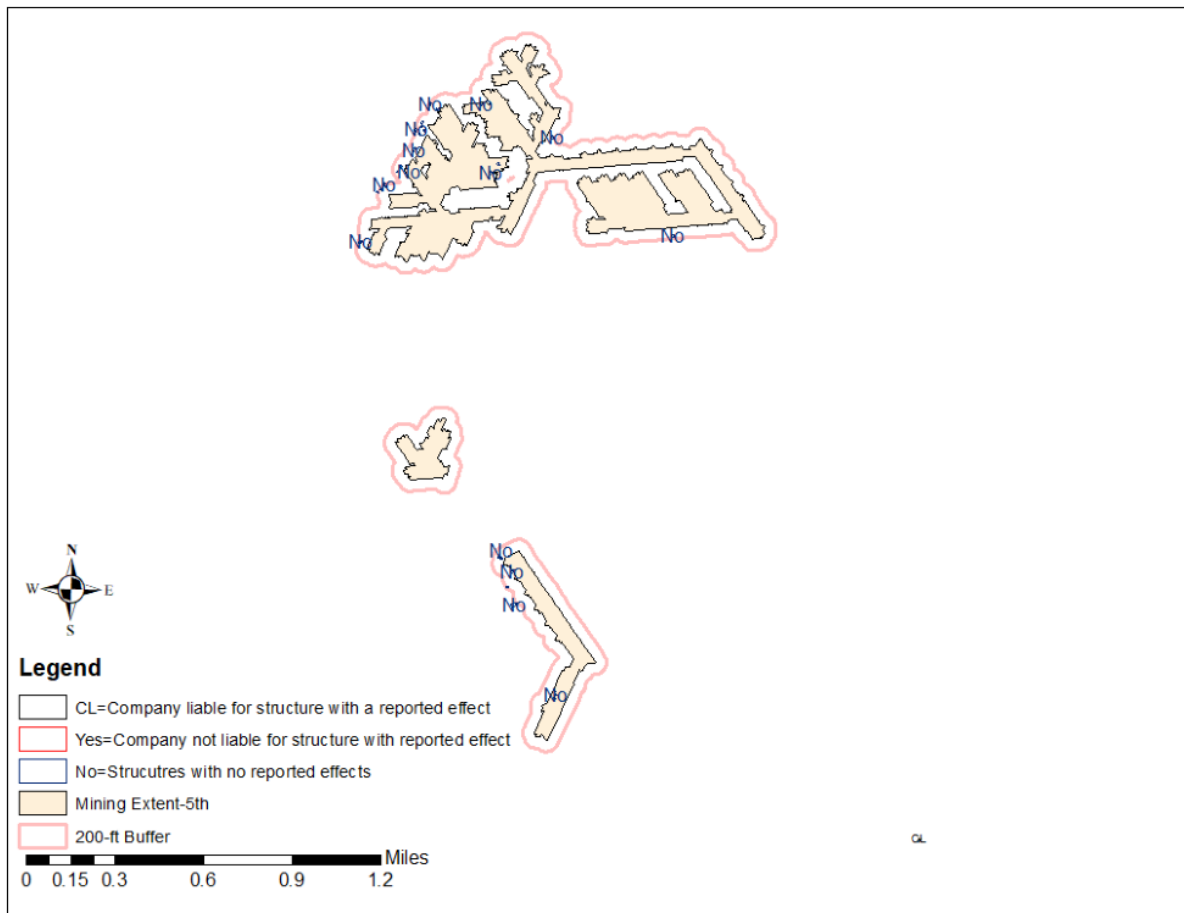 No
No
No
No
No
No
No
No
No
No
No
No
No
No
N
W
E
S
Legend
CL=Company liable for structure with a reported effect
Yes=Company not liable for structure with reported effect
No=Strucutres with no reported effects
Mining Extent-5th
200-ft Buffer
CL
Miles
0 0.15 0.3 0.6 0.9 1.2